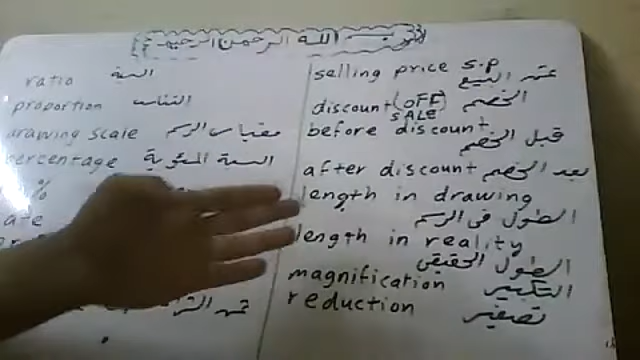 بسم الله الرحمن الرحيم
ratio النسبة
proportion التناسب
drawing scale مقياس الرسم
percentage النسبة المئوية
%
selling price s.p ثمن البيع
discount (OFF) الخصم
SALE
before discount قبل الخصم
after discount بعد الخصم
length in drawing
الطول في الرسم
length in reality
الطول الحقيقي
magnification التكبير
reduction تصغير